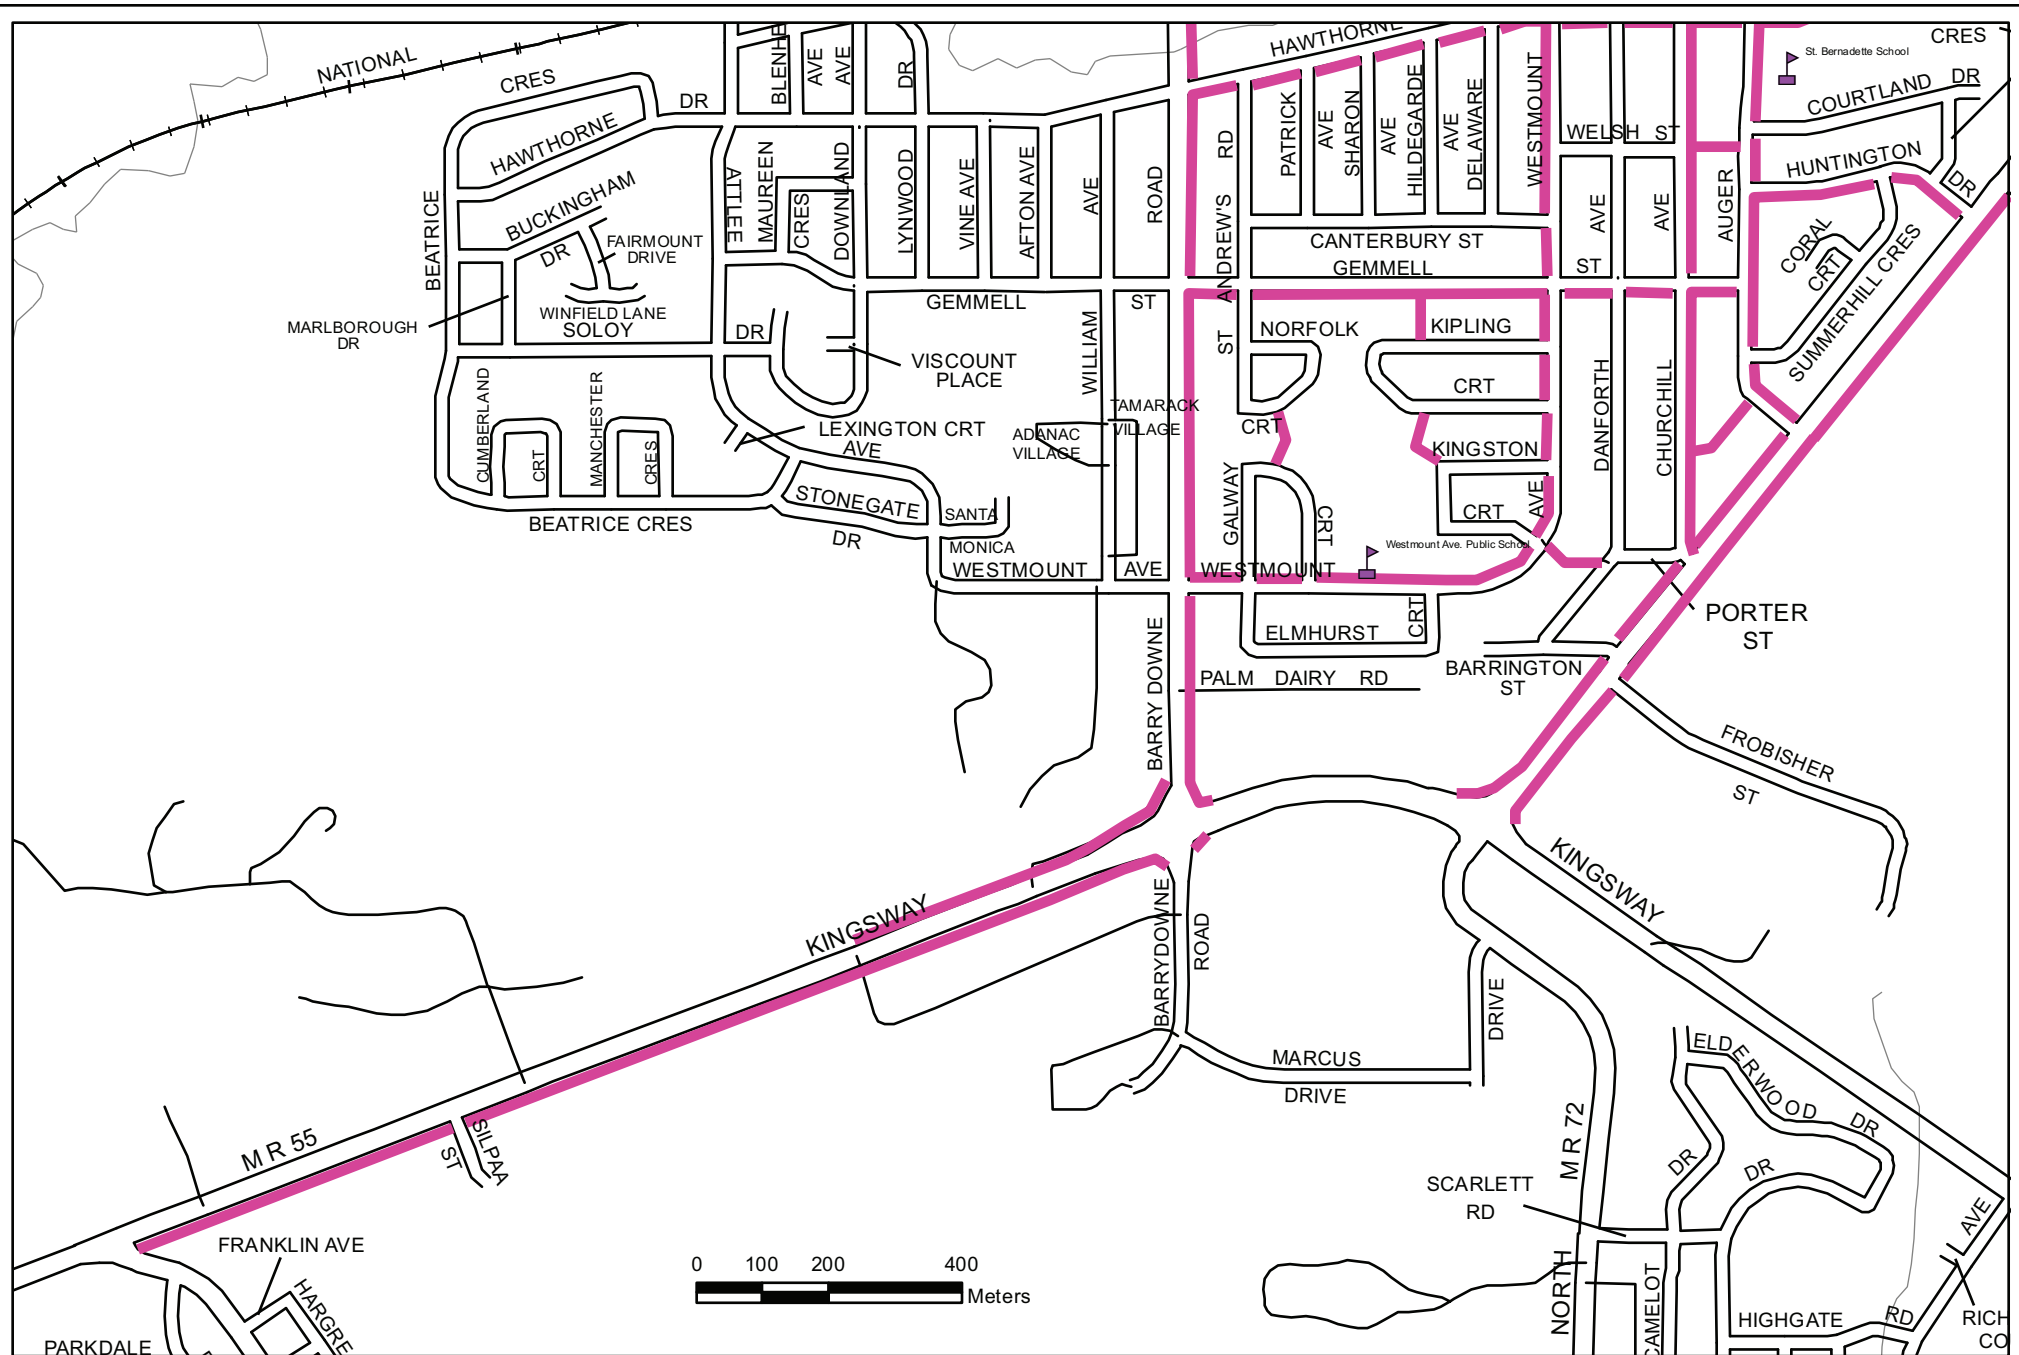 NATIONAL
CRES
HAWTHORNE
DR
BLENHE
AVE
AVE
DR
HAWTHORNE
CRES
St. Bernadette School
COURTLAND DR
HUNTINGTON
DR
WELSH ST
BEATRICE
BUCKINGHAM
DR
FAIRMOUNT
DRIVE
WINFIELD LANE
MARLBOROUGH
DR
SOLOY
DR
ATTLEE
MAUREEN
CRES
DOWNLAND
LYNWOOD
VINE AVE
AFTON AVE
AVE
ROAD
ST ANDREW'S RD
PATRICK
AVE
SHARON
AVE
HILDEGARDE
AVE
DELAWARE
WESTMOUNT
AVE
AVE
AUGER
CANTERBURY ST
GEMMELL ST
GEMMELL ST
CORAL
CRT
SUMMERHILL CRES
WILLIAM
VISCOUNT
PLACE
NORFOLK
CRT
KIPLING
CRT
KINGSTON
CRT
AVE
DANFORTH
CHURCHILL
CUMBERLAND
CRT
MANCHESTER
CRES
LEXINGTON CRT
AVE
TAMARACK
VILLAGE
ADANAC
VILLAGE
GALWAY
CRT
STONEGATE
DR
SANTA
MONICA
BEATRICE CRES
WESTMOUNT AVE WESTMOUNT
Westmount Ave. Public School
ELMHURST
CRT
PALM DAIRY RD
BARRINGTON
ST
PORTER
ST
BARRY DOWNE
FROBISHER
ST
KINGSWAY
KINGSWAY
BARRYDOWNE
ROAD
MARCUS
DRIVE
DRIVE
M R 55
SILPAA
ST
M R 72
ELDERWOOD DR
DR
DR
SCARLETT
RD
NORTH
CAMELOT
HIGHGATE RD
AVE
RICH
CO
FRANKLIN AVE
HARGRE
PARKDALE
0 100 200 400
Meters